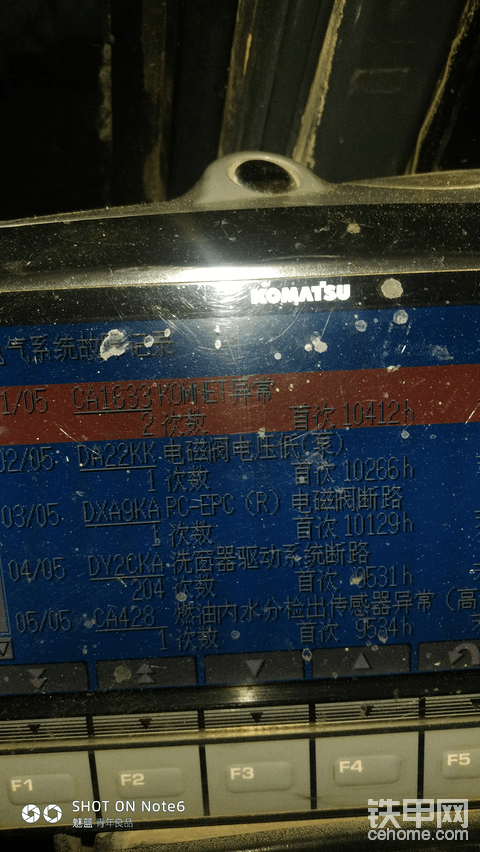 KOMATSU
气系统故障记录
1/05 CA1633 KOMNET异常
2 次数 首次 10412h
02/05 DA22KK 电磁阀电压低(泵)
1 次数 首次 10266h
03/05 DXA9KA PC-EPC (R) 电磁阀断路
1 次数 首次 10129h
04/05 DY2CKA 洗窗器驱动系统断路
204 次数 首次 9531h
05/05 CA428 燃油内水分检出传感器异常(高
1 次数 首次 9534h
F1 F2 F3 F4 F5
SHOT ON Note6
魅蓝 青年良品
铁甲网
cehome.com